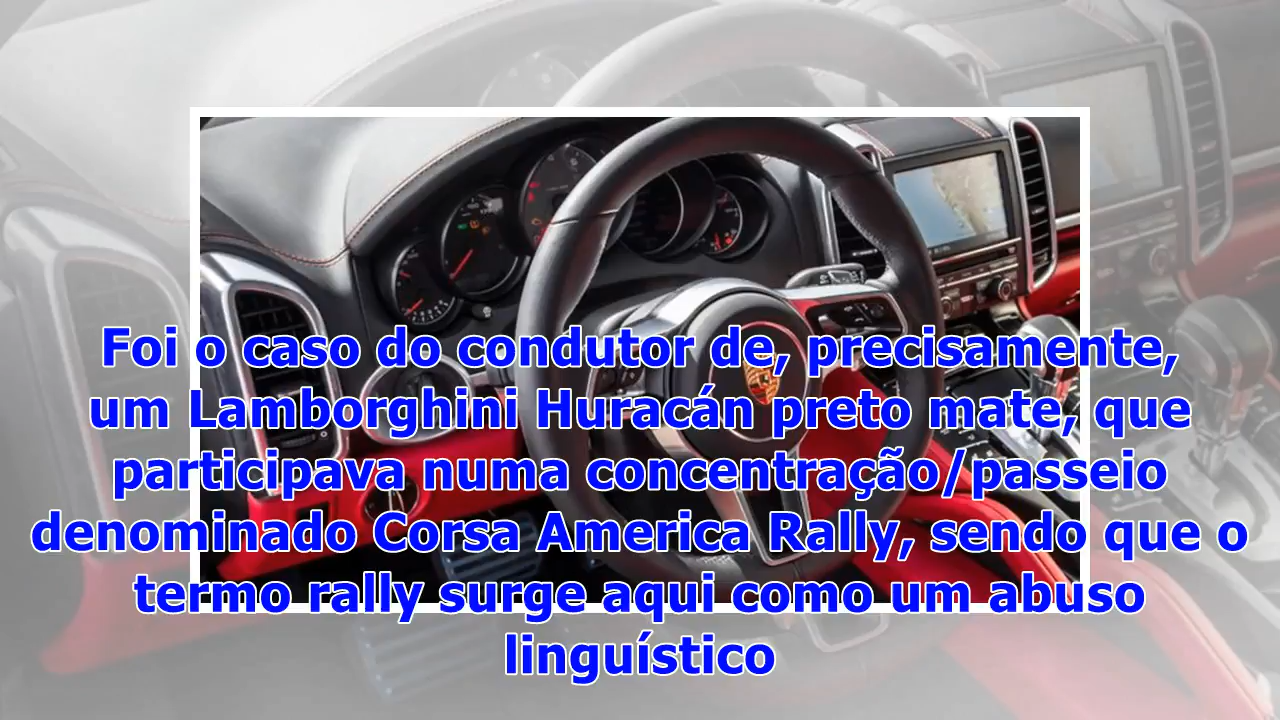 Foi o caso do condutor de, precisamente,
um Lamborghini Huracán preto mate, que
participava numa concentração/passeio
denominado Corsa America Rally, sendo que o
termo rally surge aqui como um abuso
linguístico